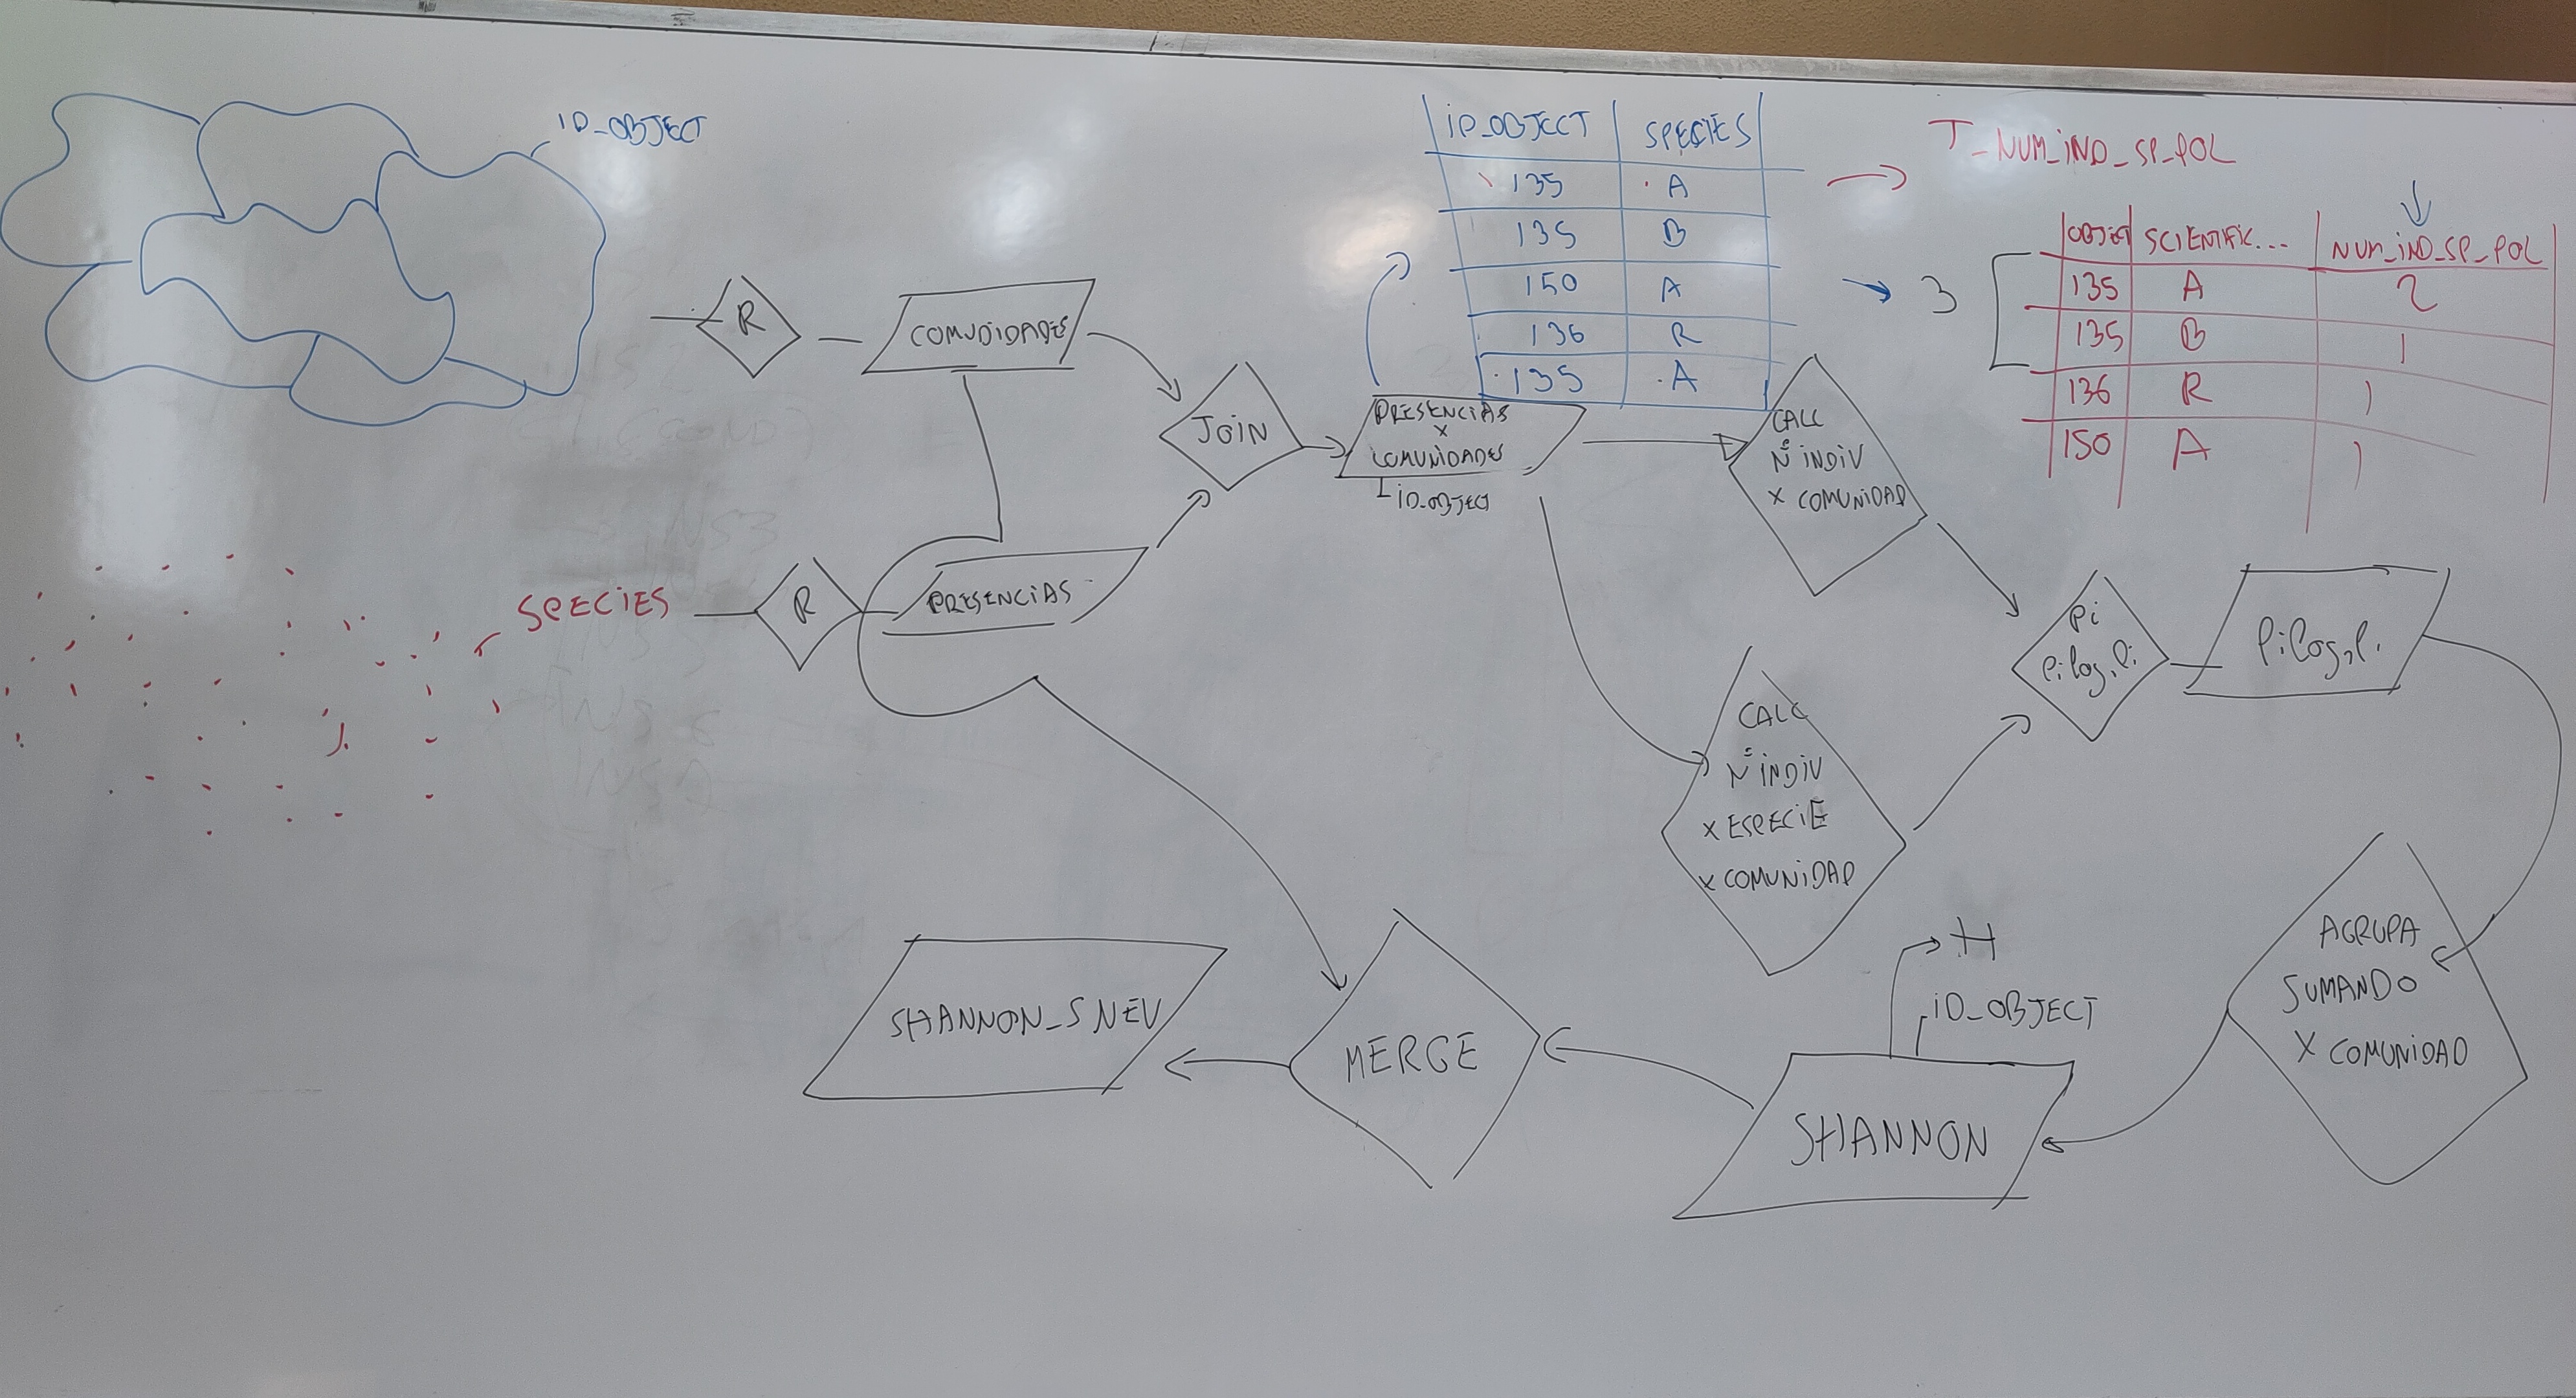 ID_OBJECT
SPECIES
R
COMUDIDADES
R
PRESENCIAS
JOIN
PRESENCIAS
X
COMUNIDADES
ID_OBJECT
ID_OBJECT SPECIES
135 A
135 B
150 A
136 R
135 A
T_NUM_IND_SP_POL
3
OBJECT SCIENTIFIC... NUM_IND_SP_POL
135 A 2
135 B 1
136 R 1
150 A 1
CALC
Nº INDIV
X COMUNIDAD
CALC
Nº INDIV
X ESPECIE
X COMUNIDAD
Pi
Pi log2 Pi
Pi log2 Pi
AGRUPA
SUMANDO
X COMUNIDAD
H
ID_OBJECT
SHANNON
MERGE
SHANNON_SNEV